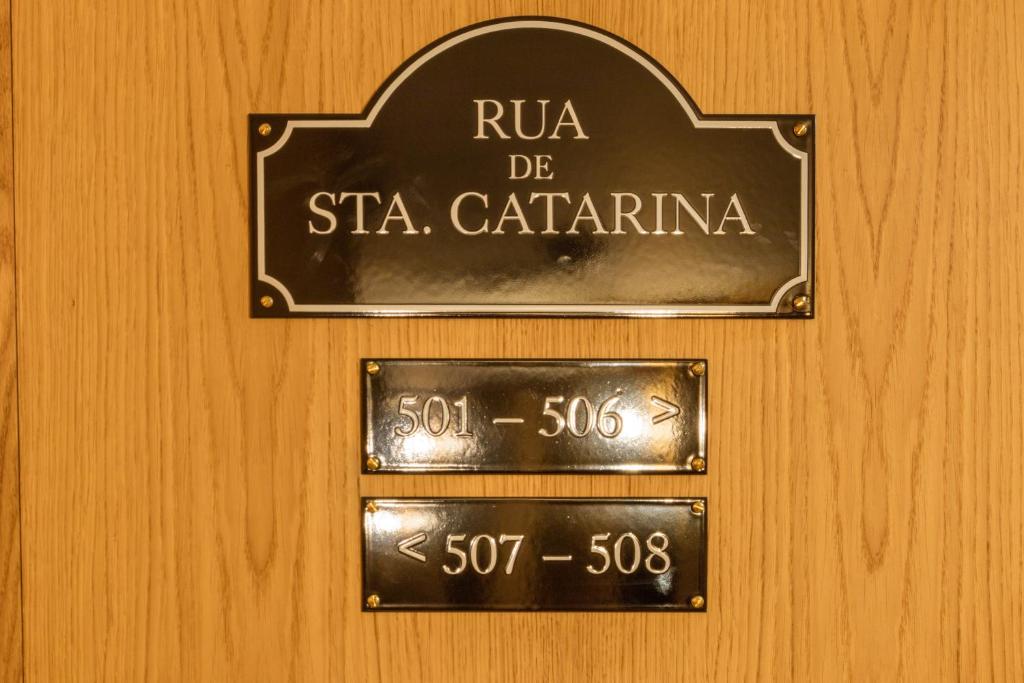 RUA
DE
STA. CATARINA
501 – 506 >
< 507 – 508